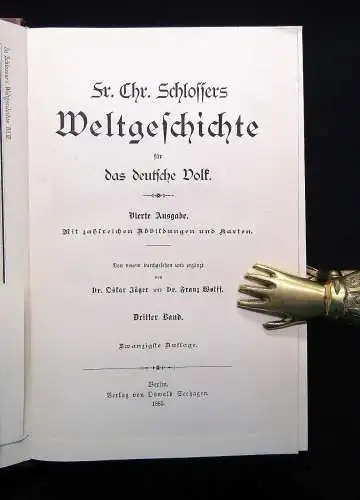 Fr. Chr. Schlossers
Weltgeschichte
für
das deutsche Volk.
Vierte Ausgabe.
Mit zahlreichen Abbildungen und Karten.
Von neuem durchgesehen und ergänzt
von
Dr. Oskar Jäger und Dr. Franz Wolff.
Dritter Band.
Zwanzigste Auflage.
Berlin.
Verlag von Oswald Seehagen.